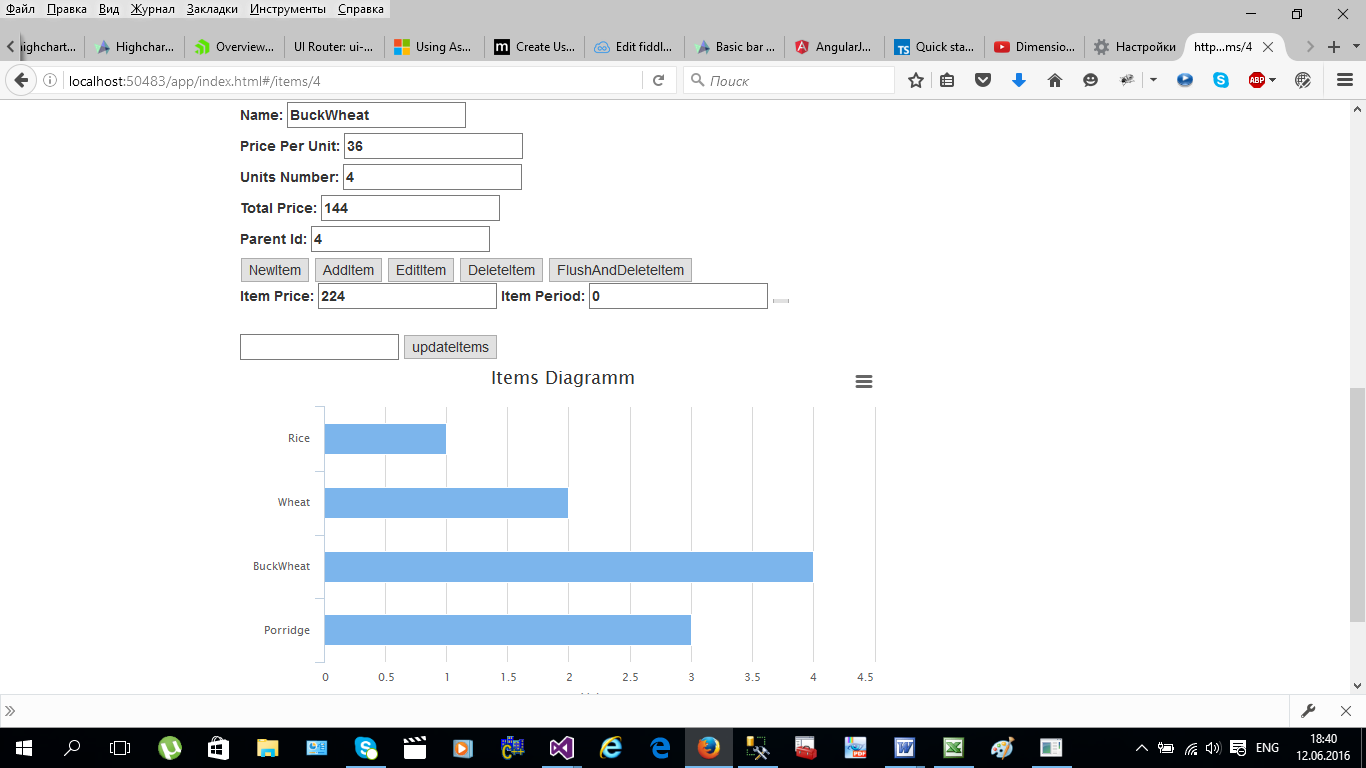 Файл Правка Вид Журнал Закладки Инструменты Справка
highchart... Highchar... Overview... UI Router: ui-... Using As... Create Us... Edit fiddl... Basic bar ... AngularJ... Quick sta... Dimensio... Настройки http...ms/4
localhost:50483/app/index.html#/items/4 Поиск ABP
Name: BuckWheat
Price Per Unit: 36
Units Number: 4
Total Price: 144
Parent Id: 4
NewItem AddItem EditItem DeleteItem FlushAndDeleteItem
Item Price: 224 Item Period: 0
updateItems
Items Diagramm
Rice
Wheat
BuckWheat
Porridge
0 0.5 1 1.5 2 2.5 3 3.5 4 4.5
ENG 18:40
12.06.2016